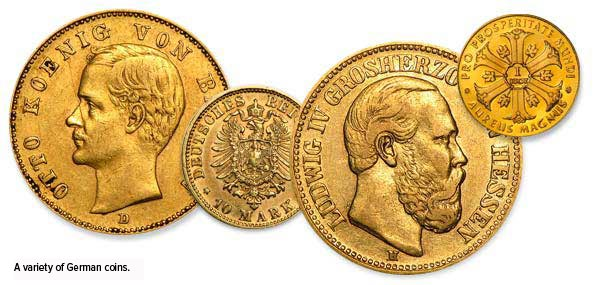 OTTO KOENIG VON B
D
DEUTSCHES REI
10 MARK
LUDWIG IV GROSHERZO
HESSEN
H
PRO PROSPERITATE MUNDI
1
AUREUS MAGNUS
A variety of German coins.